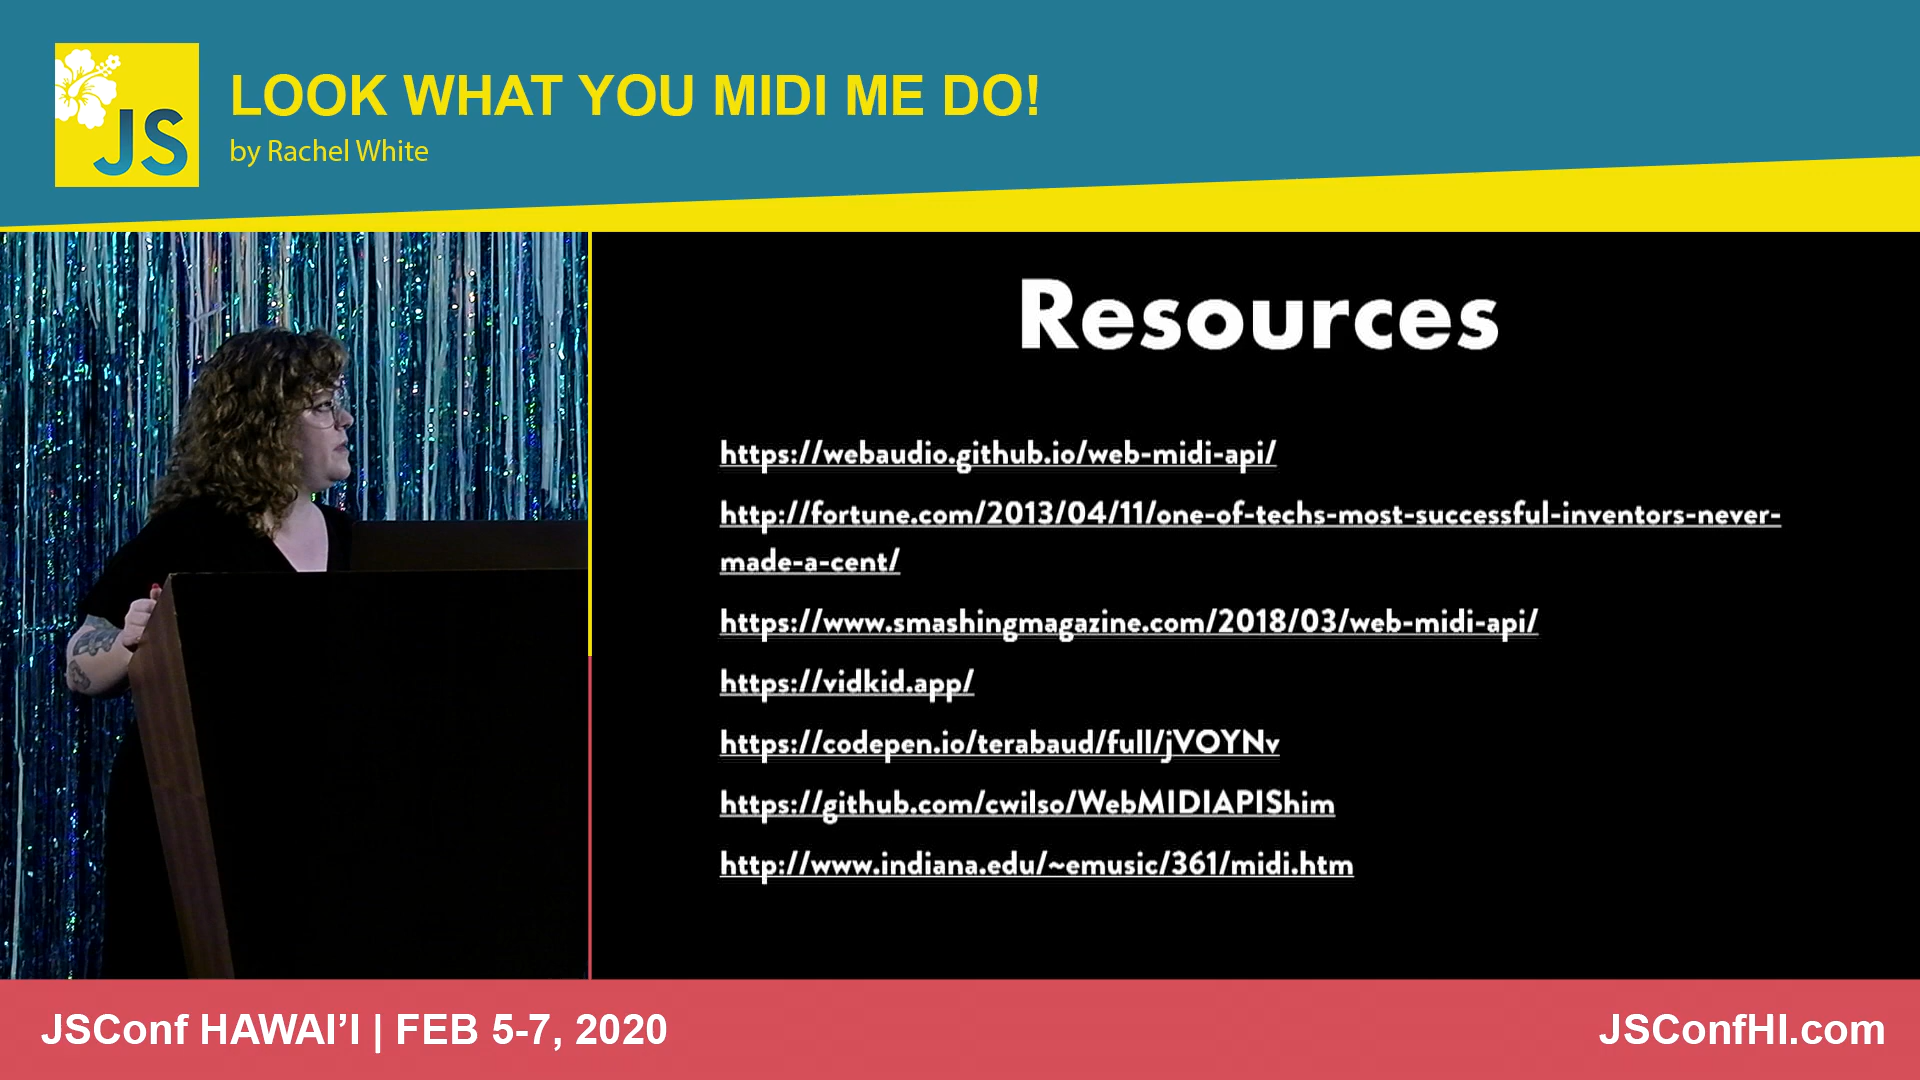 JS
LOOK WHAT YOU MIDI ME DO!
by Rachel White
Resources
https://webaudio.github.io/web-midi-api/
http://fortune.com/2013/04/11/one-of-techs-most-successful-inventors-never-
made-a-cent/
https://www.smashingmagazine.com/2018/03/web-midi-api/
https://vidkid.app/
https://codepen.io/terabaud/full/jVOYNv
https://github.com/cwilso/WebMIDIAPIShim
http://www.indiana.edu/~emusic/361/midi.htm
JSConf HAWAI’I | FEB 5-7, 2020
JSConfHI.com